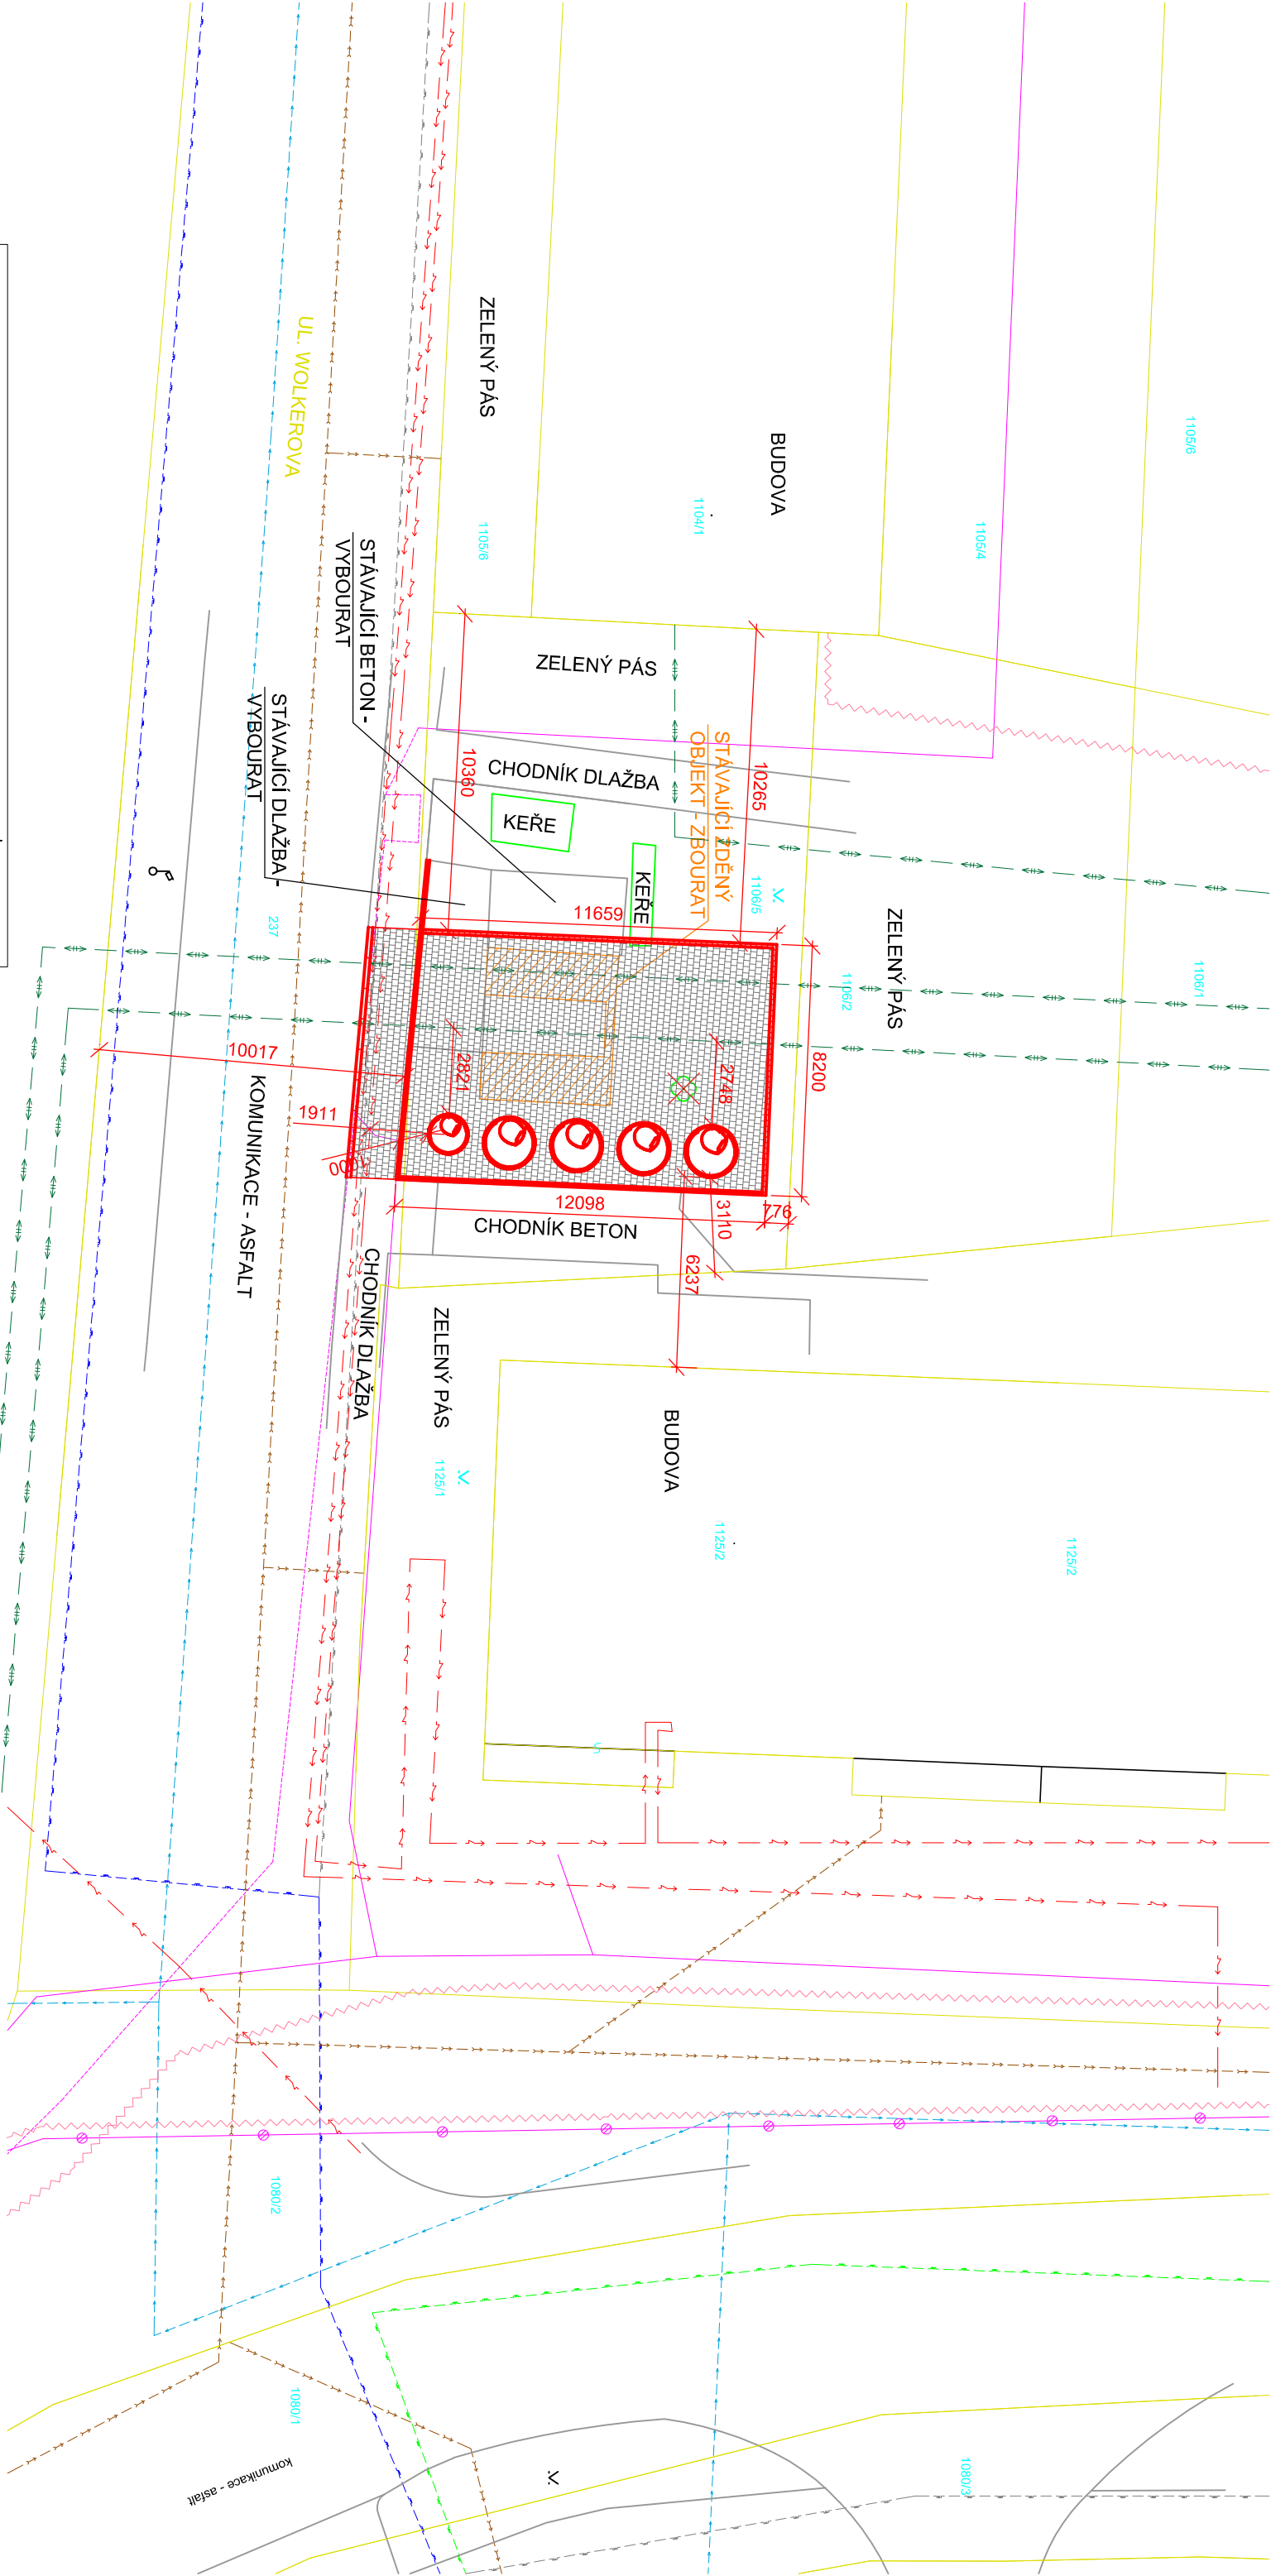 ZELENÝ PÁS
UL. WOLKEROVA
BUDOVA
1105/6
1105/6
1104/1
1105/4
STÁVAJÍCÍ BETON -
VYBOURAT
STÁVAJÍCÍ DLAŽBA -
VYBOURAT
ZELENÝ PÁS
10360
10265
CHODNÍK DLAŽBA
KEŘE
KEŘE
STÁVAJÍCÍ ZDĚNÝ
OBJEKT - ZBOURAT
1106/5
ZELENÝ PÁS
1106/2
1106/1
237
11659
8200
10017
2821
2748
1911
12098
776
3110
6237
KOMUNIKACE - ASFALT
CHODNÍK BETON
CHODNÍK DLAŽBA
ZELENÝ PÁS
1125/1
BUDOVA
1125/2
1125/2
1080/2
1080/1
1080/3
komunikace - asfalt